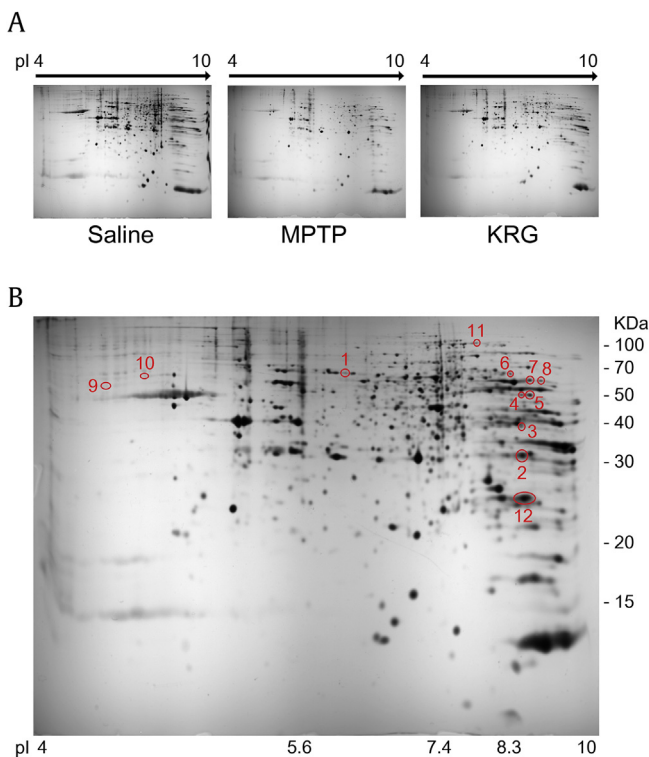 A
pI 4 10 4 10 4 10
Saline MPTP KRG
B
KDa
11 - 100
10 1 6 7 8 - 70
9
4 5 - 50
3 - 40
2 - 30
12
- 20
- 15
pI 4 5.6 7.4 8.3 10